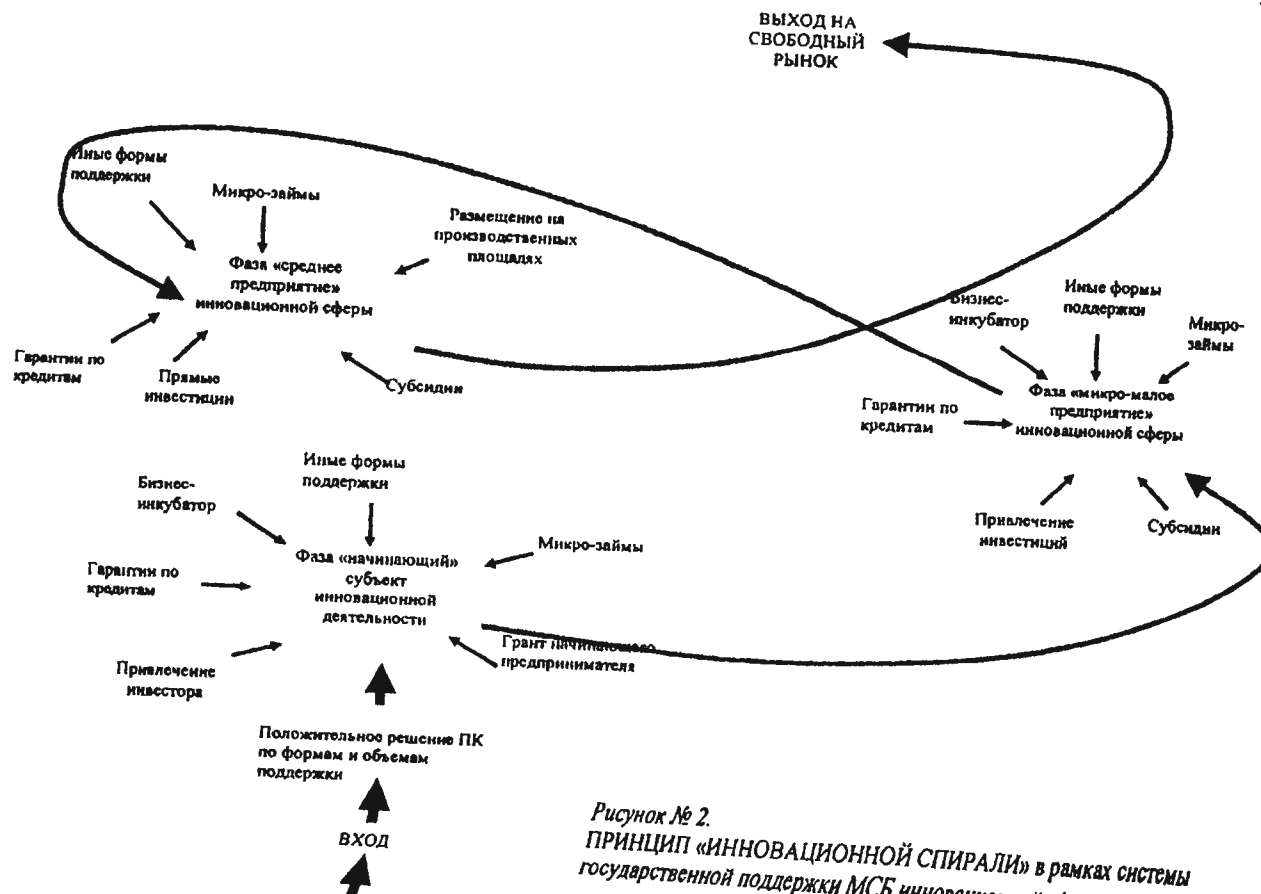 ВЫХОД НА
СВОБОДНЫЙ
РЫНОК
Иные формы
поддержки
Микро-займы
Размещение на
производственных
площадях
Фаза «среднее
предприятие»
инновационной сферы
Гарантии по
кредитам
Прямые
инвестиции
Субсидии
Бизнес-
инкубатор
Иные формы
поддержки
Микро-
займы
Гарантии по
кредитам
Фаза «микро-малое
предприятие»
инновационной сферы
Привлечение
инвестиций
Субсидии
Бизнес-
инкубатор
Иные формы
поддержки
Микро-займы
Гарантии по
кредитам
Фаза «начинающий»
субъект
инновационной
деятельности
Привлечение
инвестора
Грант начинающего
предпринимателя
Положительное решение ПК
по формам и объемам
поддержки
ВХОД
Рисунок № 2.
ПРИНЦИП «ИННОВАЦИОННОЙ СПИРАЛИ» в рамках системы
государственной поддержки МСБ